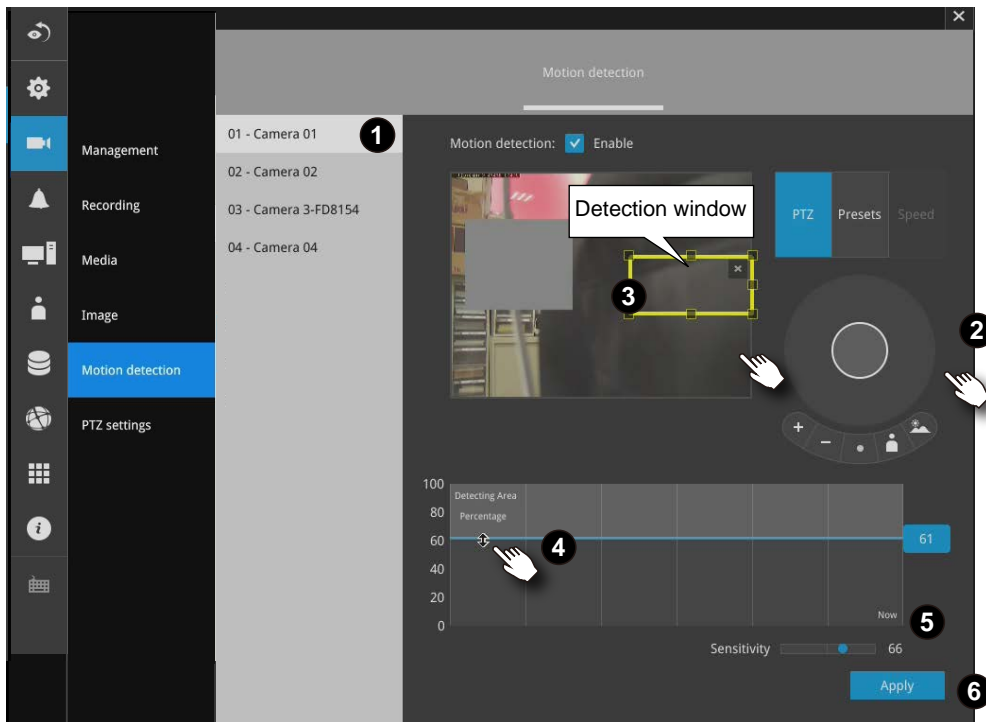 Motion detection
Management
Recording
Media
Image
Motion detection
PTZ settings
01 - Camera 01
02 - Camera 02
03 - Camera 3-FD8154
04 - Camera 04
1
Motion detection: Enable
Detection window
3
PTZ Presets Speed
2
100
80
60
40
20
0
Detecting Area
Percentage
4
61
Now
5
Sensitivity 66
Apply
6